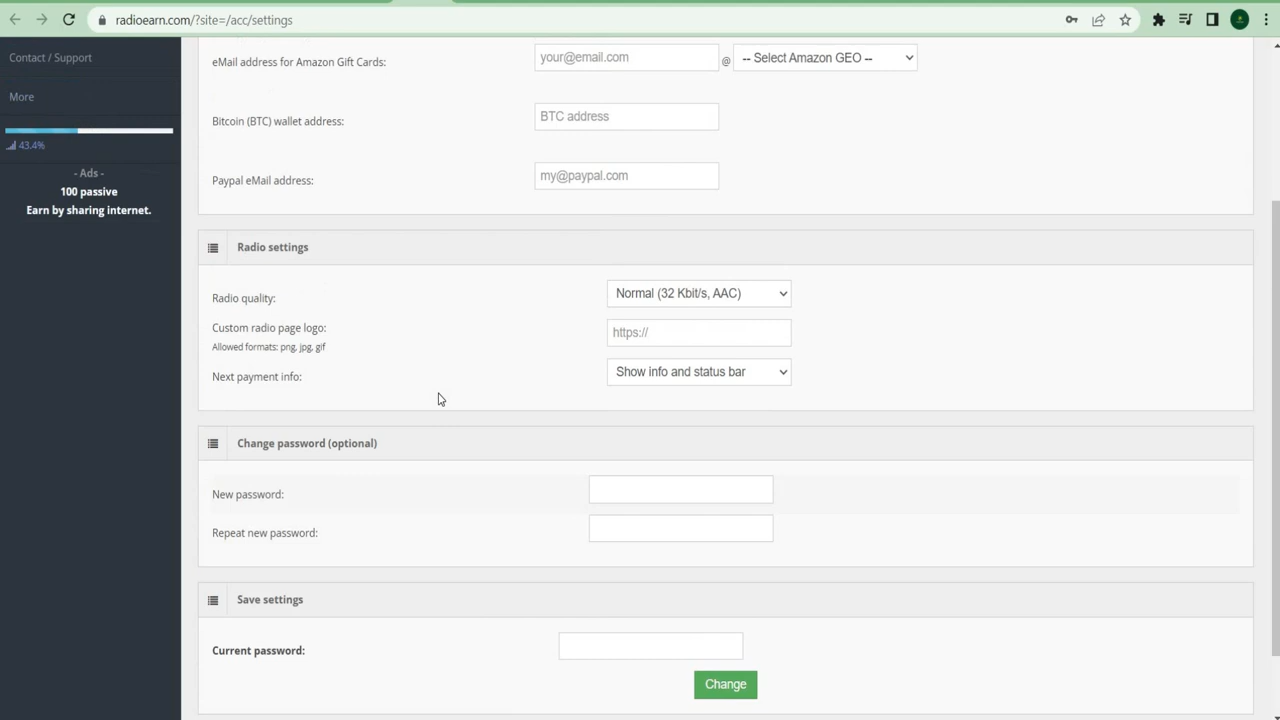 radioearn.com/?site=/acc/settings
Contact / Support
More
43.4%
- Ads -
100 passive
Earn by sharing internet.
eMail address for Amazon Gift Cards:
your@email.com
@
-- Select Amazon GEO --
Bitcoin (BTC) wallet address:
BTC address
Paypal eMail address:
my@paypal.com
Radio settings
Radio quality:
Normal (32 Kbit/s, AAC)
Custom radio page logo:
Allowed formats: png, jpg, gif
https://
Next payment info:
Show info and status bar
Change password (optional)
New password:
Repeat new password:
Save settings
Current password:
Change